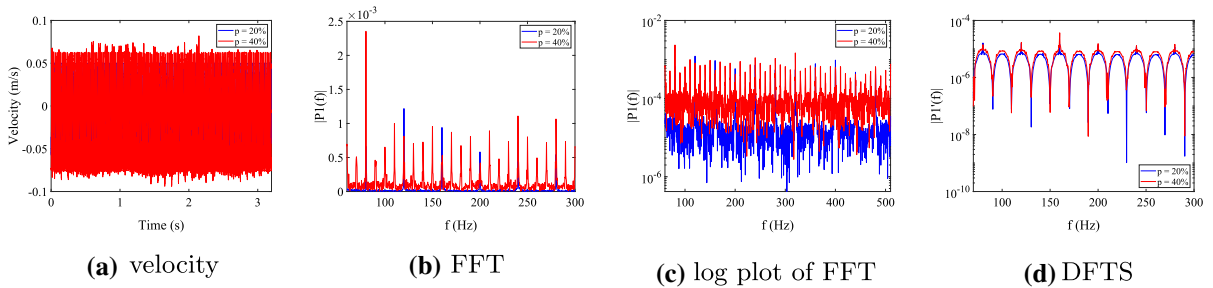 0.1
0.05
0
-0.05
-0.1
Velocity (m/s)
0 1 2 3
Time (s)
p = 20%
p = 40%
(a) velocity
2.5 ×10-3
2
1.5
1
0.5
0
|P1(f)|
100 150 200 250 300
f (Hz)
p = 20%
p = 40%
(b) FFT
10-2
10-4
10-6
|P1(f)|
100 200 300 400 500
f (Hz)
p = 20%
p = 40%
(c) log plot of FFT
10-4
10-6
10-8
10-10
|P1'(f)|
100 150 200 250 300
f (Hz)
p = 20%
p = 40%
(d) DFTS